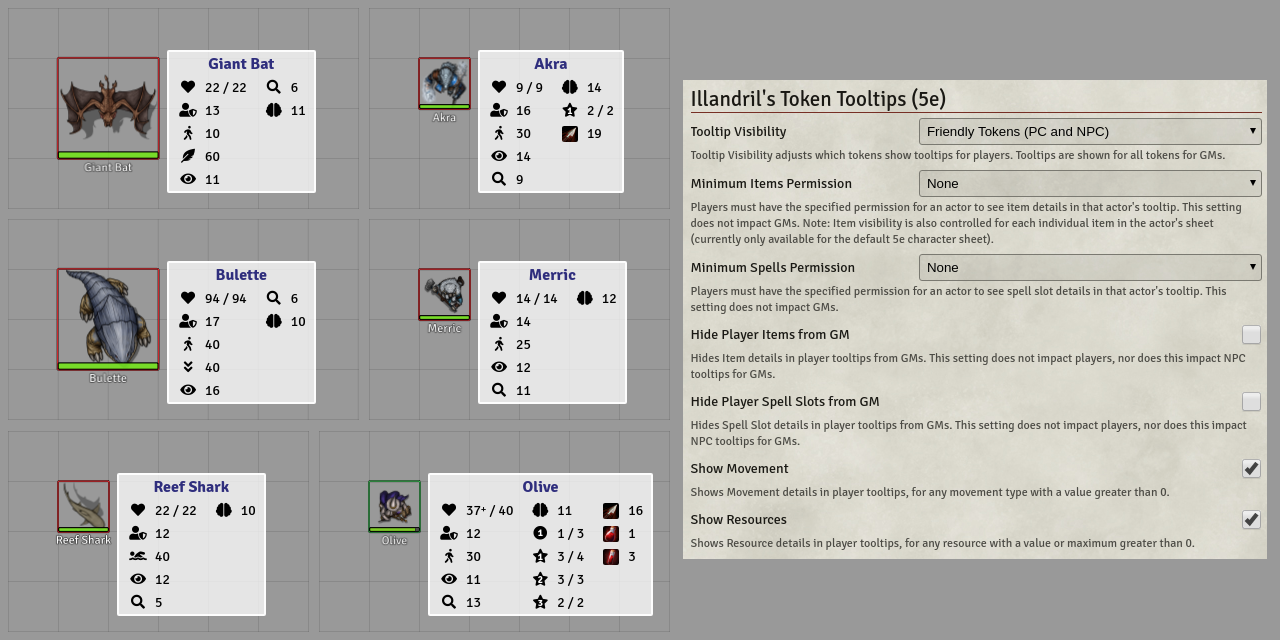 Giant Bat
22 / 22 6
13 11
10
60
11
Giant Bat
Akra
9 / 9 14
16 2 / 2
30 19
14
9
Akra
Bulette
94 / 94 6
17 10
40
40
16
Bulette
Merric
14 / 14 12
14
25
12
11
Merric
Reef Shark
22 / 22 10
12
40
12
5
Reef Shark
Olive
37+ / 40 11 16
12 1 1 / 3 1
30 3 / 4 3
11 2 3 / 3
13 2 / 2
Olive
Illandril's Token Tooltips (5e)
Tooltip Visibility Friendly Tokens (PC and NPC)
Tooltip Visibility adjusts which tokens show tooltips for players. Tooltips are shown for all tokens for GMs.
Minimum Items Permission None
Players must have the specified permission for an actor to see item details in that actor's tooltip. This setting
does not impact GMs. Note: Item visibility is also controlled for each individual item in the actor's sheet
(currently only available for the default 5e character sheet).
Minimum Spells Permission None
Players must have the specified permission for an actor to see spell slot details in that actor's tooltip. This
setting does not impact GMs.
Hide Player Items from GM
Hides Item details in player tooltips from GMs. This setting does not impact players, nor does this impact NPC
tooltips for GMs.
Hide Player Spell Slots from GM
Hides Spell Slot details in player tooltips from GMs. This setting does not impact players, nor does this impact
NPC tooltips for GMs.
Show Movement
Shows Movement details in player tooltips, for any movement type with a value greater than 0.
Show Resources
Shows Resource details in player tooltips, for any resource with a value or maximum greater than 0.